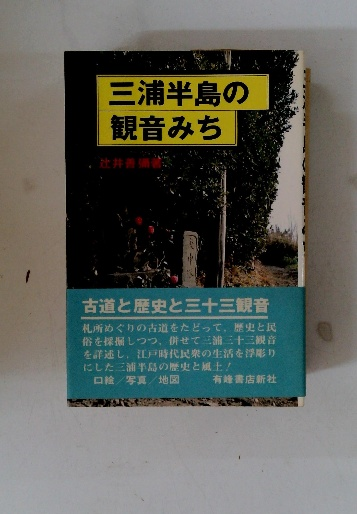 三浦半島の
観音みち
辻井善彌著
古道と歴史と三十三観音
札所めぐりの古道をたどって，歴史と民
俗を採掘しつつ、併せて三浦三十三観音
を詳述し，江戸時代民衆の生活を浮彫り
にした三浦半島の歴史と風土！
口絵／写真／地図　有峰書店新社